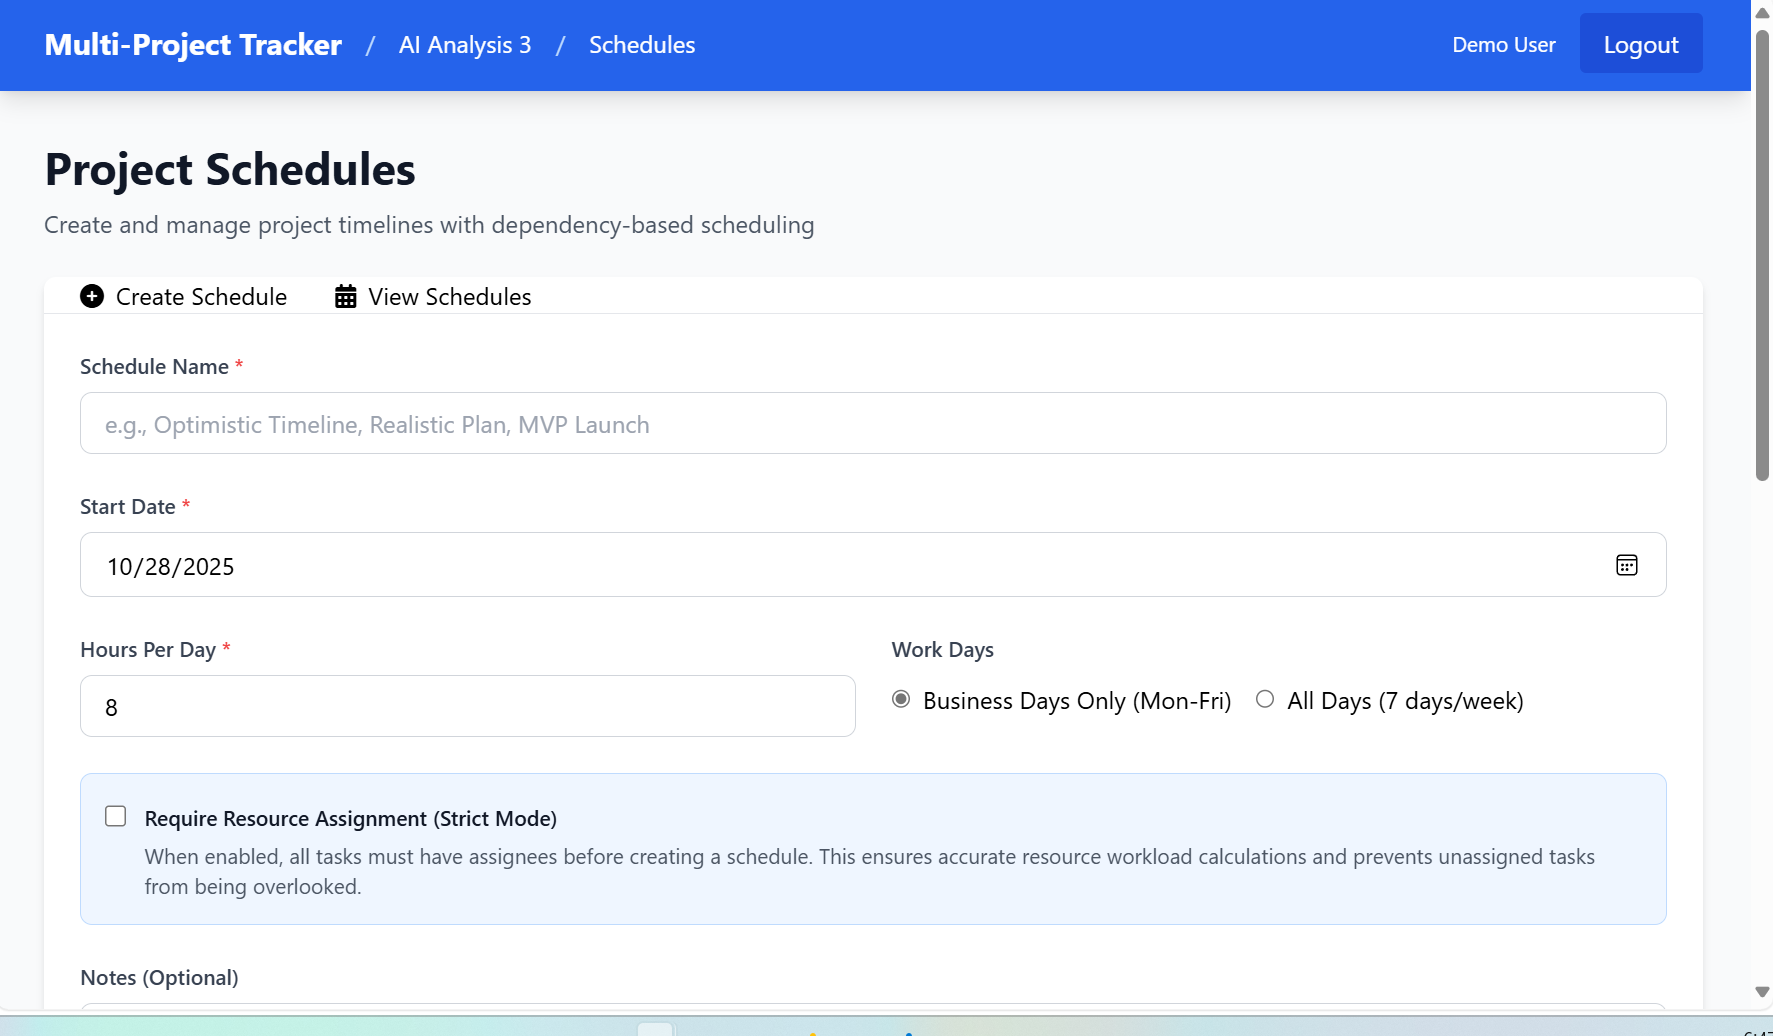 Multi-Project Tracker / AI Analysis 3 / Schedules Demo User Logout
Project Schedules
Create and manage project timelines with dependency-based scheduling
Create Schedule View Schedules
Schedule Name *
e.g., Optimistic Timeline, Realistic Plan, MVP Launch
Start Date *
10/28/2025
Hours Per Day * Work Days
8 Business Days Only (Mon-Fri) All Days (7 days/week)
Require Resource Assignment (Strict Mode)
When enabled, all tasks must have assignees before creating a schedule. This ensures accurate resource workload calculations and prevents unassigned tasks
from being overlooked.
Notes (Optional)